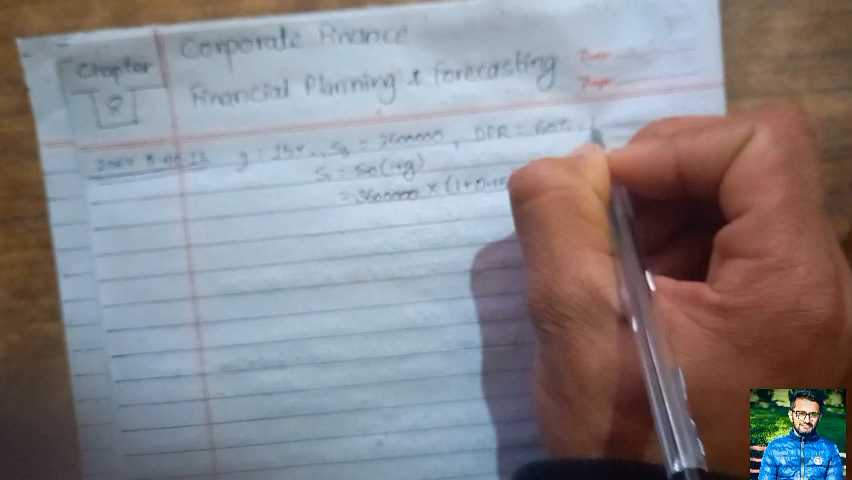 Corporate Finance
Chapter
Financial Planning & Forecasting
Date
Page
g = 15%, S₀ = 3600000, DPR = 60%,
S₁ = S₀(1+g)
= 3600000 × (1+0.15